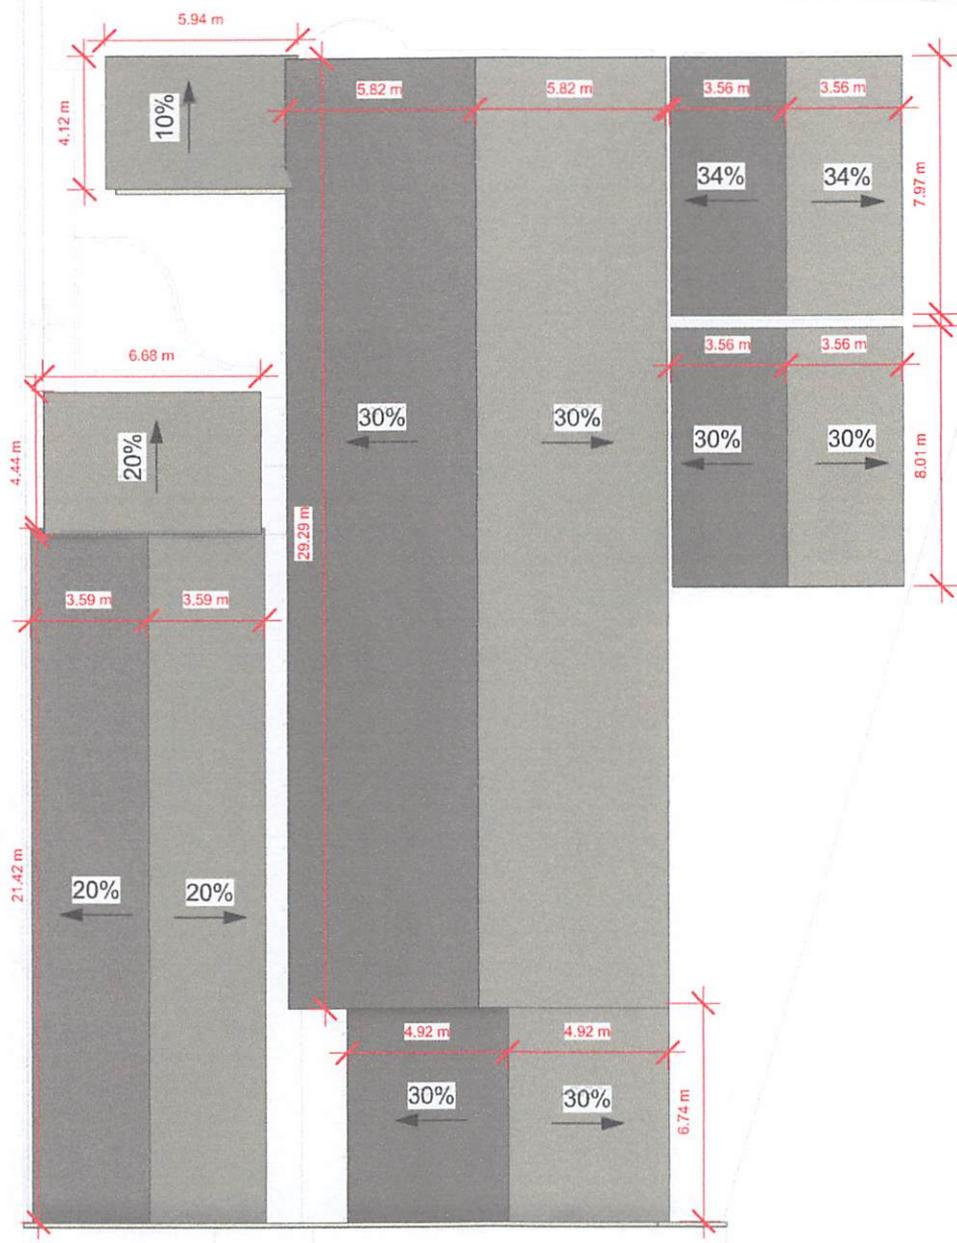 5.94 m
5.82 m
5.82 m
3.56 m
3.56 m
4.12 m
10%
34%
34%
7.97 m
3.56 m
3.56 m
6.68 m
30%
30%
30%
30%
8.01 m
4.44 m
20%
29.29 m
3.59 m
3.59 m
21.42 m
20%
20%
4.92 m
4.92 m
30%
30%
6.74 m